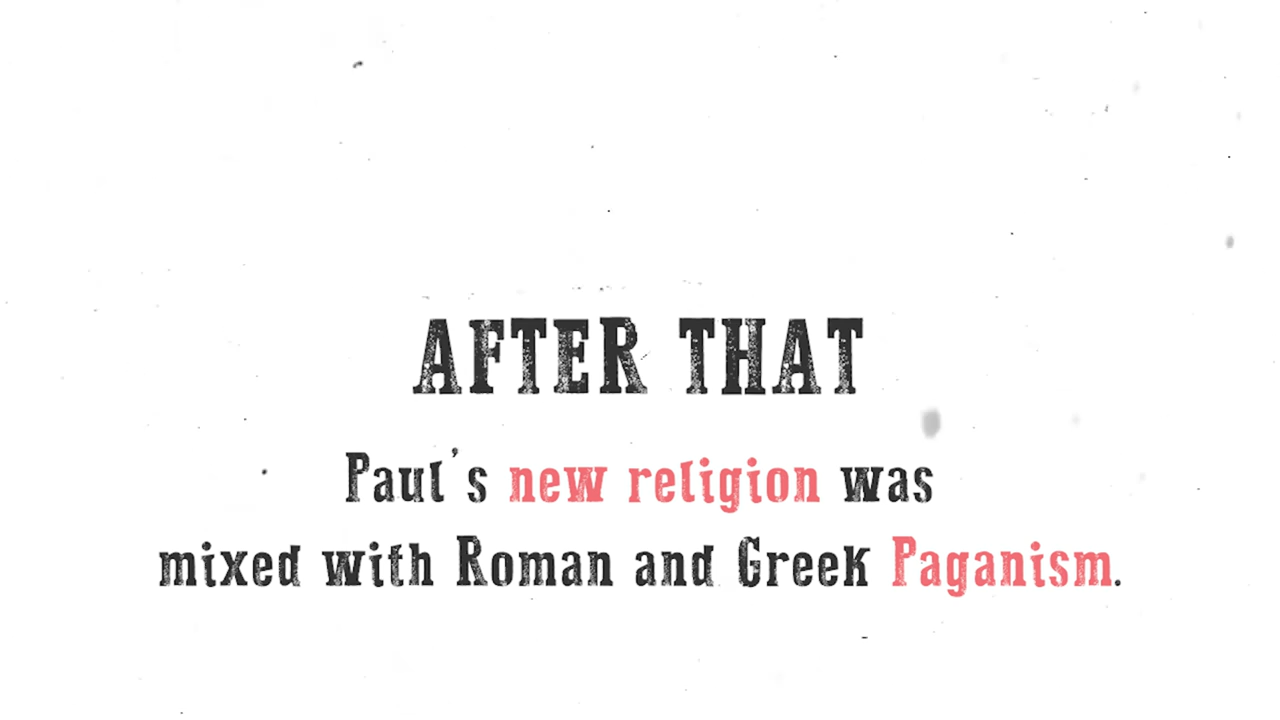 AFTER THAT
Paul's new religion was
mixed with Roman and Greek Paganism.